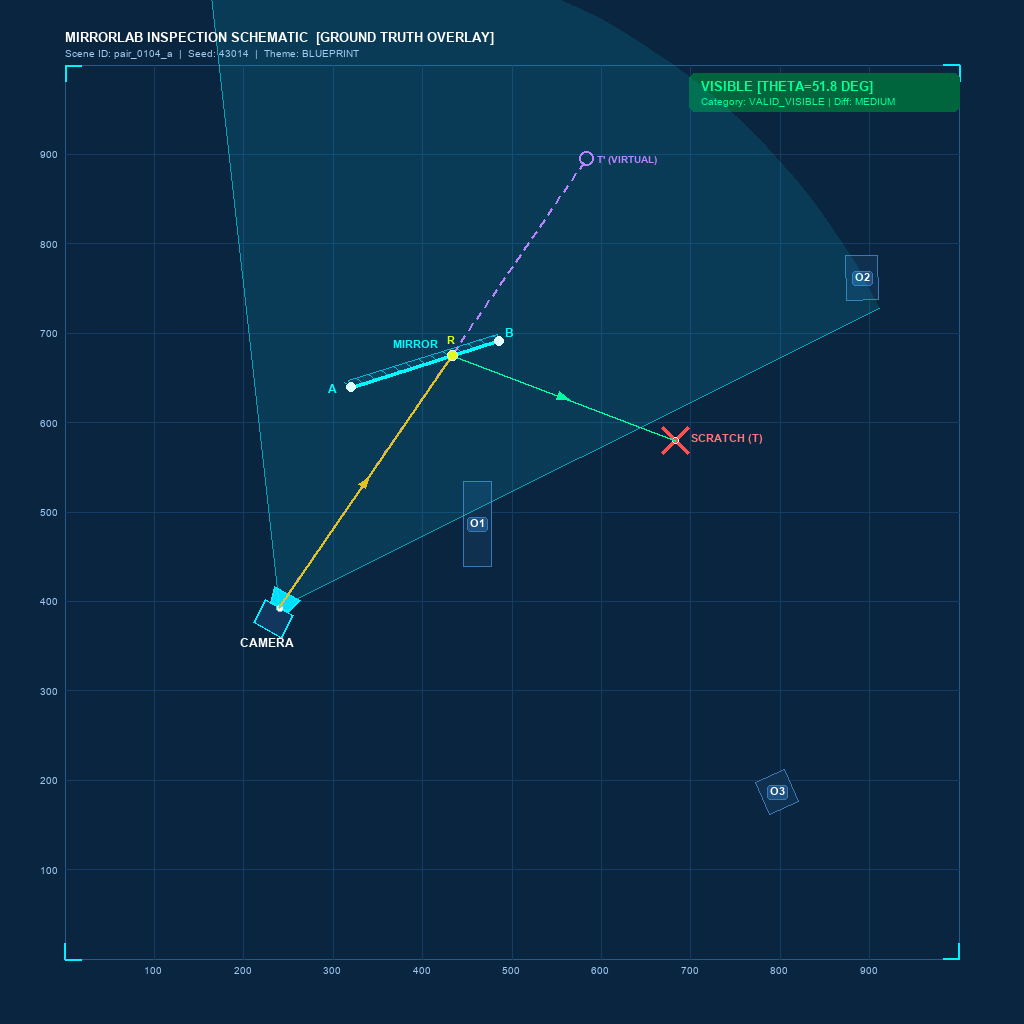 MIRRORLAB INSPECTION SCHEMATIC [GROUND TRUTH OVERLAY]
Scene ID: pair_0104_a | Seed: 43014 | Theme: BLUEPRINT
VISIBLE [THETA=51.8 DEG]
Category: VALID_VISIBLE | Diff: MEDIUM
900
T' (VIRTUAL)
800
O2
700
B
R
MIRROR
A
600
SCRATCH (T)
500
O1
400
CAMERA
300
200
O3
100
100 200 300 400 500 600 700 800 900